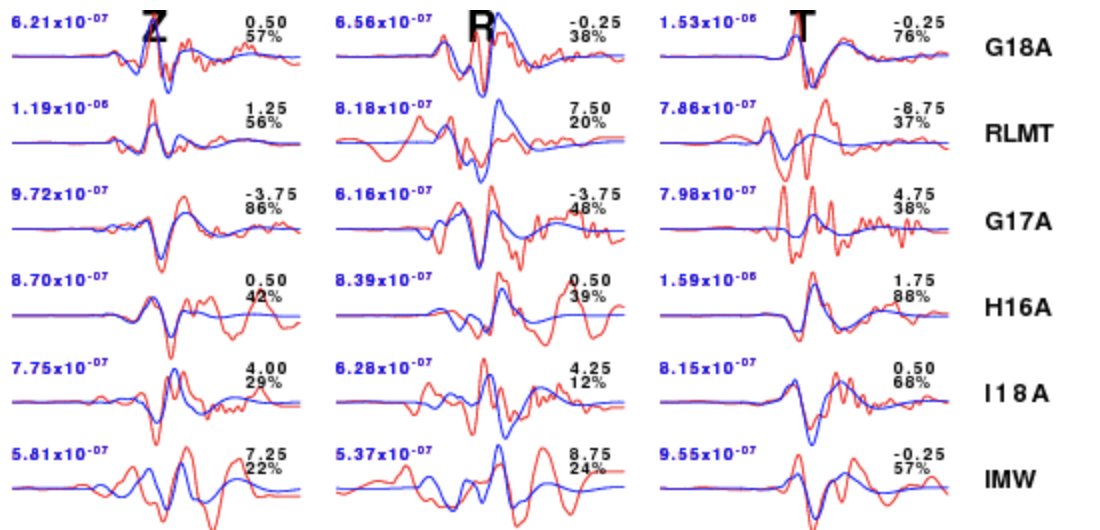 Z R T
6.21x10⁻⁰⁷ 0.50 6.56x10⁻⁰⁷ -0.25 1.53x10⁻⁰⁶ -0.25 G18A
57% 38% 76%
1.19x10⁻⁰⁶ 1.25 8.18x10⁻⁰⁷ 7.50 7.86x10⁻⁰⁷ -8.75 RLMT
56% 20% 37%
9.72x10⁻⁰⁷ -3.75 6.16x10⁻⁰⁷ -3.75 7.98x10⁻⁰⁷ 4.75 G17A
86% 48% 38%
8.70x10⁻⁰⁷ 0.50 8.39x10⁻⁰⁷ 0.50 1.59x10⁻⁰⁶ 1.75 H16A
42% 39% 88%
7.75x10⁻⁰⁷ 4.00 6.28x10⁻⁰⁷ 4.25 8.15x10⁻⁰⁷ 0.50 I18A
29% 12% 68%
5.81x10⁻⁰⁷ 7.25 5.37x10⁻⁰⁷ 8.75 9.55x10⁻⁰⁷ -0.25 IMW
22% 24% 57%